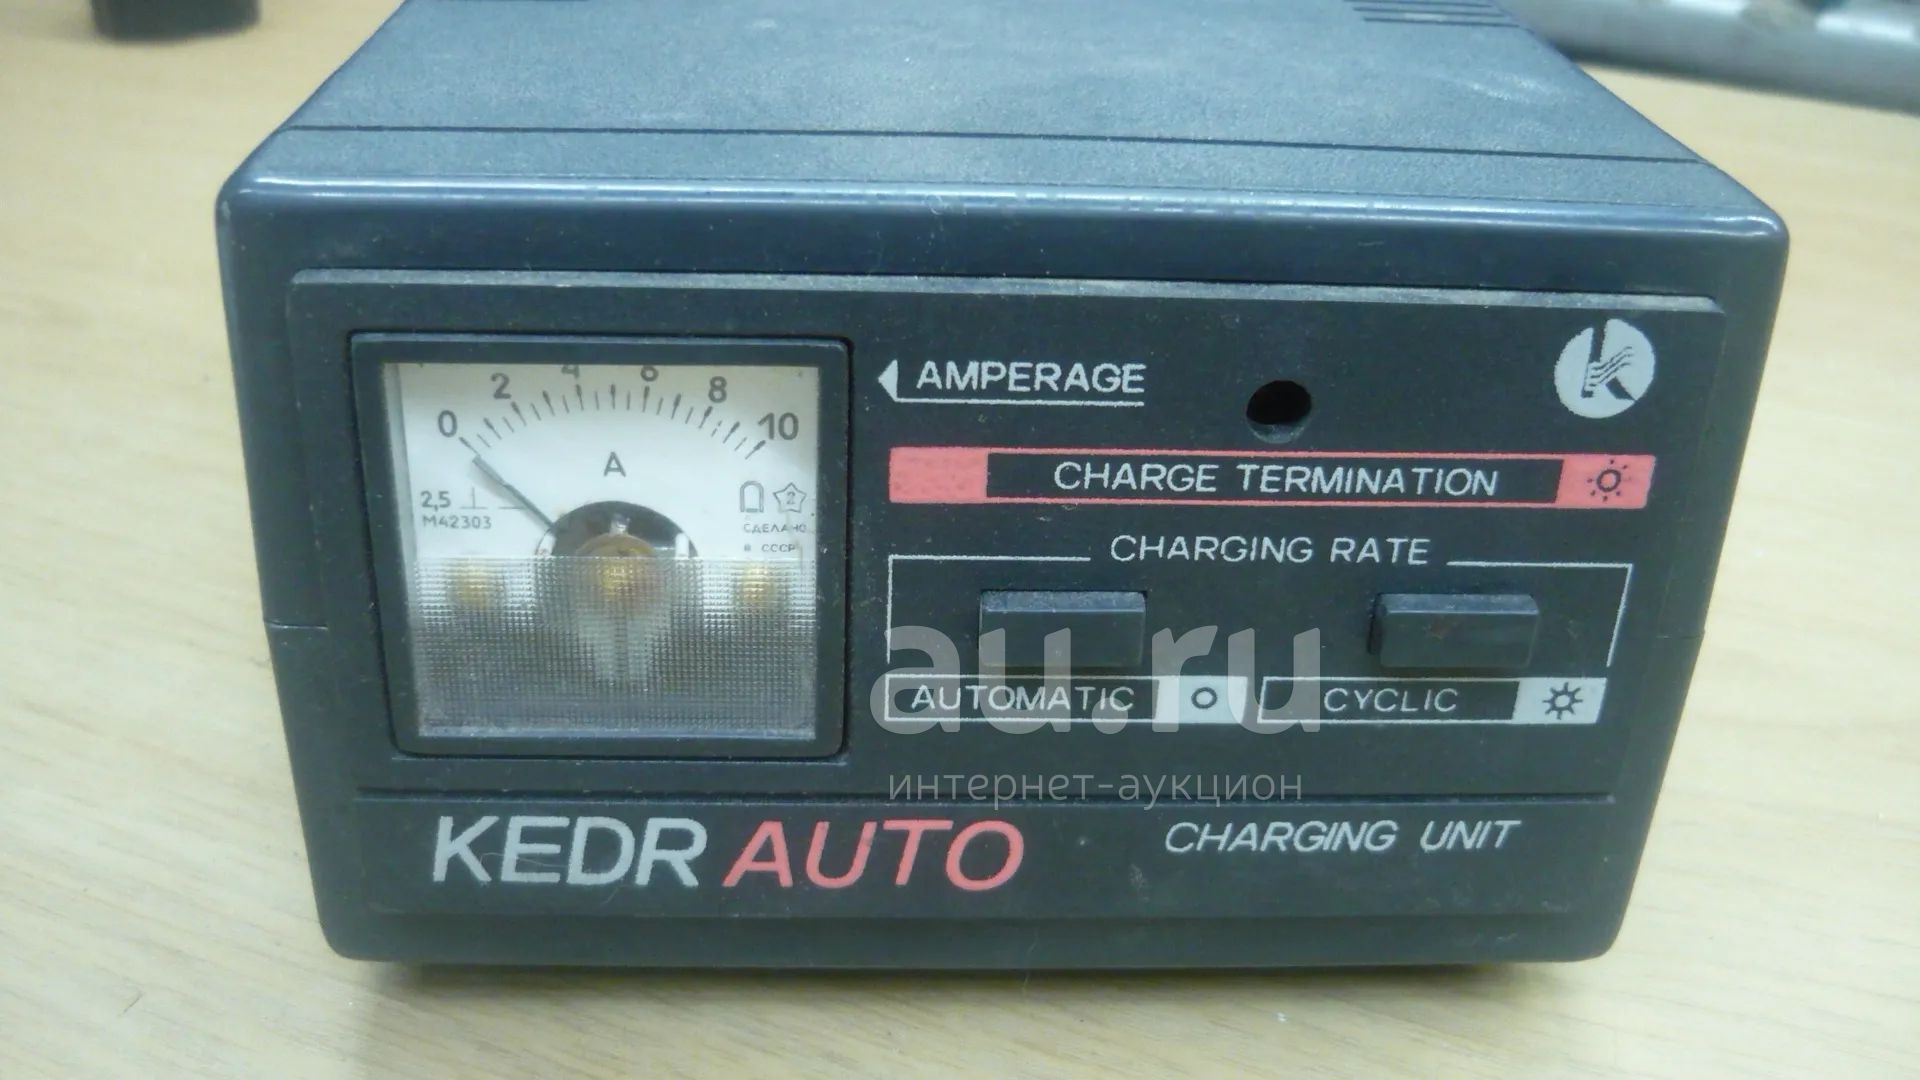 0 2 4 6 8 10
A
2,5
М42303
2
СДЕЛАНО
В СССР
AMPERAGE
CHARGE TERMINATION
CHARGING RATE
AUTOMATIC
CYCLIC
au.ru
интернет-аукцион
KEDR AUTO
CHARGING UNIT